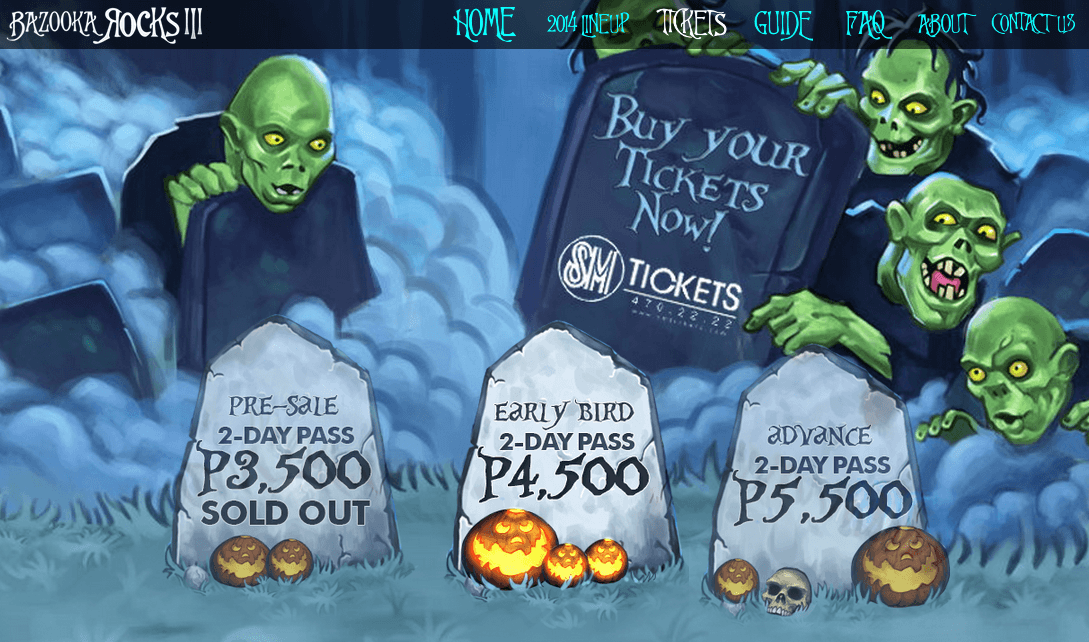 BAZOOKA ROCKS III
HOME
2014 LINEUP
TICKETS
GUIDE
FAQ
ABOUT
CONTACT US
BUY YOUR
TICKETS
NOW!
SM TICKETS
470-22-22
PRE-SALE
2-DAY PASS
P3,500
SOLD OUT
EARLY BIRD
2-DAY PASS
P4,500
ADVANCE
2-DAY PASS
P5,500